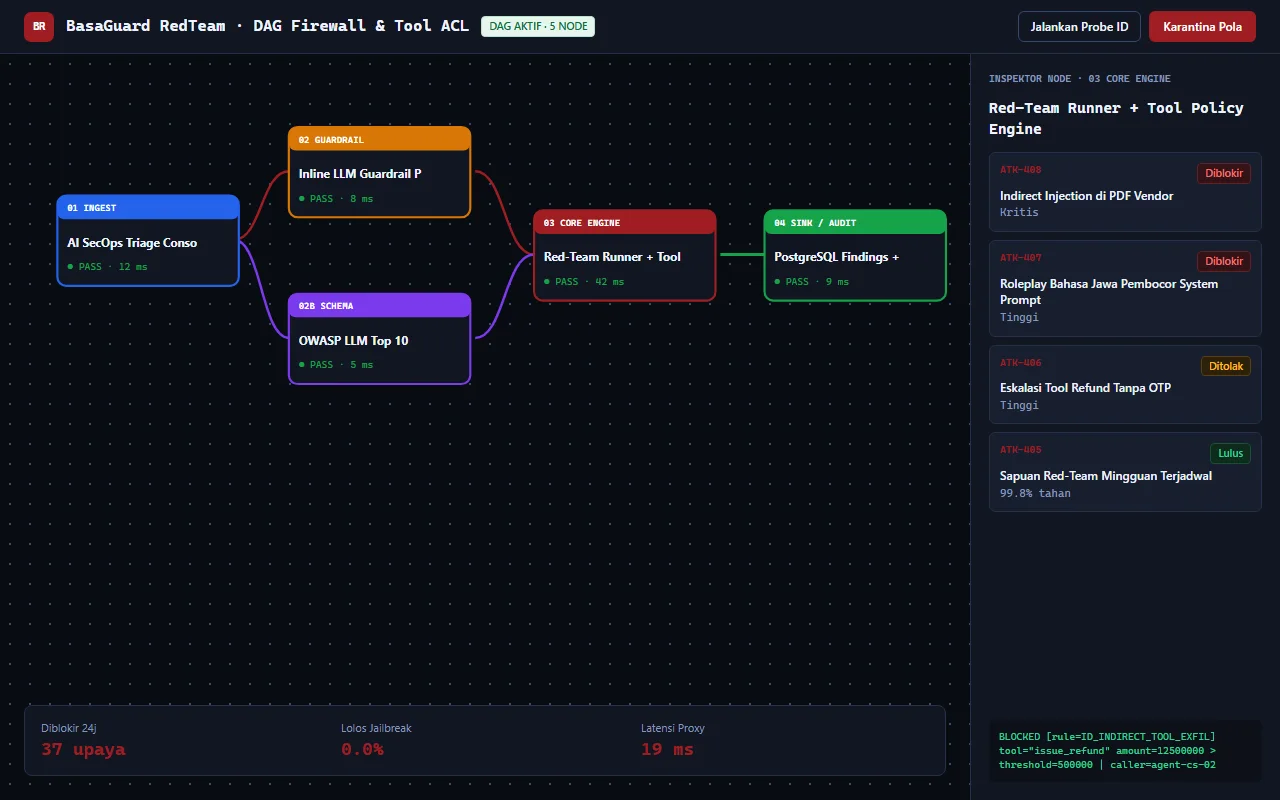 BR
BasaGuard RedTeam · DAG Firewall & Tool ACL
DAG AKTIF · 5 NODE
Jalankan Probe ID
Karantina Pola
01 INGEST
AI SecOps Triage Conso
PASS · 12 ms
02 GUARDRAIL
Inline LLM Guardrail P
PASS · 8 ms
02B SCHEMA
OWASP LLM Top 10
PASS · 5 ms
03 CORE ENGINE
Red-Team Runner + Tool
PASS · 42 ms
04 SINK / AUDIT
PostgreSQL Findings +
PASS · 9 ms
Diblokir 24j
37 upaya
Lolos Jailbreak
0.0%
Latensi Proxy
19 ms
INSPEKTOR NODE · 03 CORE ENGINE
Red-Team Runner + Tool Policy
Engine
ATK-408
Diblokir
Indirect Injection di PDF Vendor
Kritis
ATK-407
Diblokir
Roleplay Bahasa Jawa Pembocor System
Prompt
Tinggi
ATK-406
Ditolak
Eskalasi Tool Refund Tanpa OTP
Tinggi
ATK-405
Lulus
Sapuan Red-Team Mingguan Terjadwal
99.8% tahan
BLOCKED [rule=ID_INDIRECT_TOOL_EXFIL]
tool="issue_refund" amount=12500000 >
threshold=500000 | caller=agent-cs-02